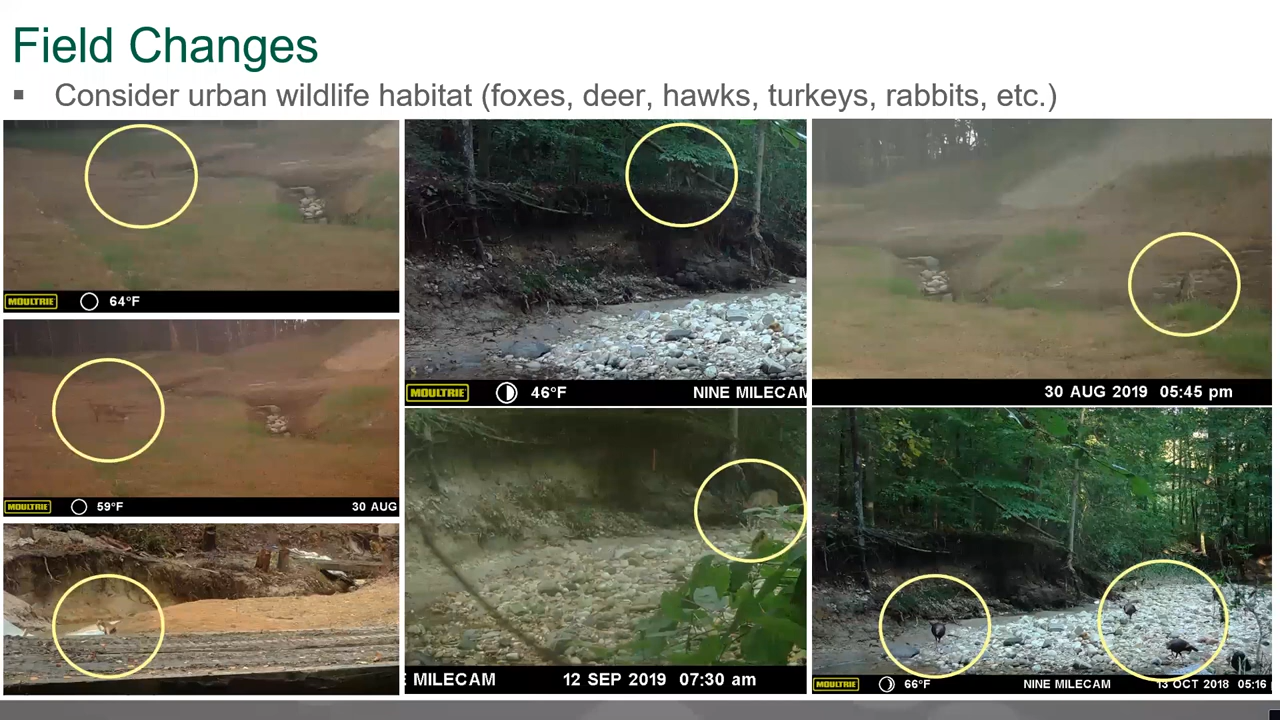 Field Changes
▪ Consider urban wildlife habitat (foxes, deer, hawks, turkeys, rabbits, etc.)
MOULTRIE 64°F
MOULTRIE 59°F 30 AUG
MOULTRIE 46°F NINE MILECAM
MILECAM 12 SEP 2019 07:30 am
30 AUG 2019 05:45 pm
MOULTRIE 66°F NINE MILECAM 13 OCT 2018 05:16